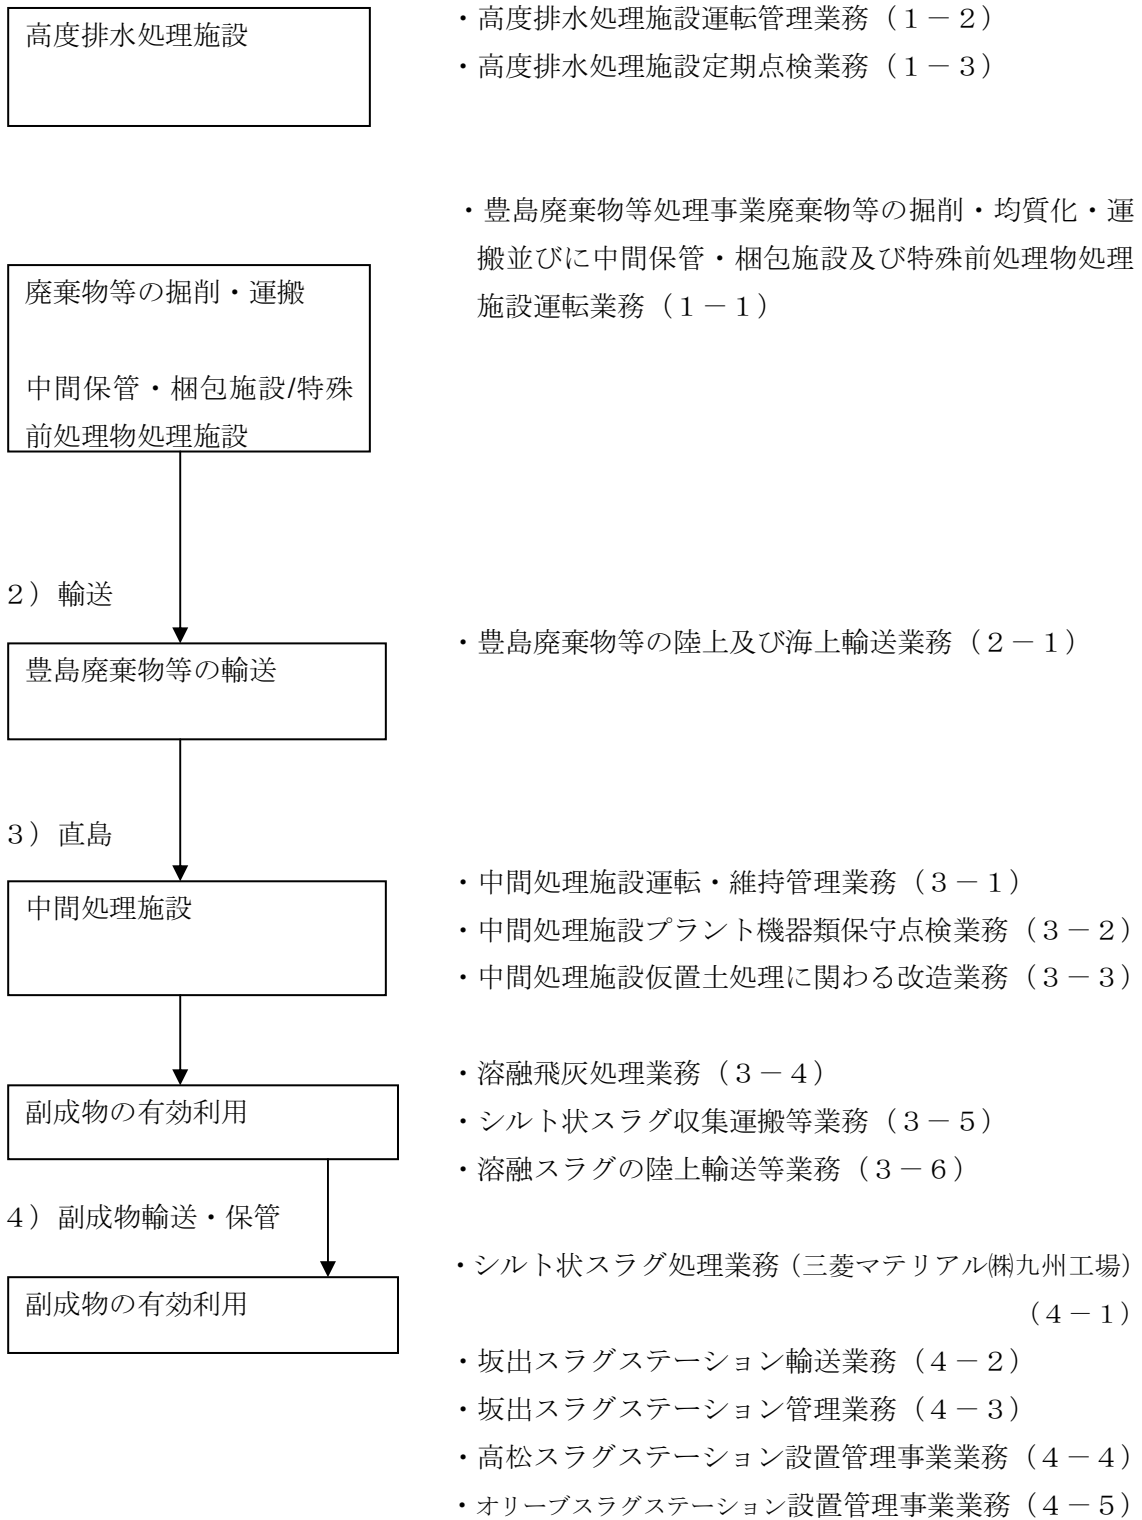 高度排水処理施設
・高度排水処理施設運転管理業務（１－２）
・高度排水処理施設定期点検業務（１－３）
・豊島廃棄物等処理事業廃棄物等の掘削・均質化・運
搬並びに中間保管・梱包施設及び特殊前処理物処理
施設運転業務（１－１）
廃棄物等の掘削・運搬
中間保管・梱包施設/特殊
前処理物処理施設
２）輸送
豊島廃棄物等の輸送
・豊島廃棄物等の陸上及び海上輸送業務（２－１）
３）直島
中間処理施設
・中間処理施設運転・維持管理業務（３－１）
・中間処理施設プラント機器類保守点検業務（３－２）
・中間処理施設仮置土処理に関わる改造業務（３－３）
副成物の有効利用
・溶融飛灰処理業務（３－４）
・シルト状スラグ収集運搬等業務（３－５）
・溶融スラグの陸上輸送等業務（３－６）
４）副成物輸送・保管
副成物の有効利用
・シルト状スラグ処理業務（三菱マテリアル㈱九州工場）
（４－１）
・坂出スラグステーション輸送業務（４－２）
・坂出スラグステーション管理業務（４－３）
・高松スラグステーション設置管理事業業務（４－４）
・オリーブスラグステーション設置管理事業業務（４－５）